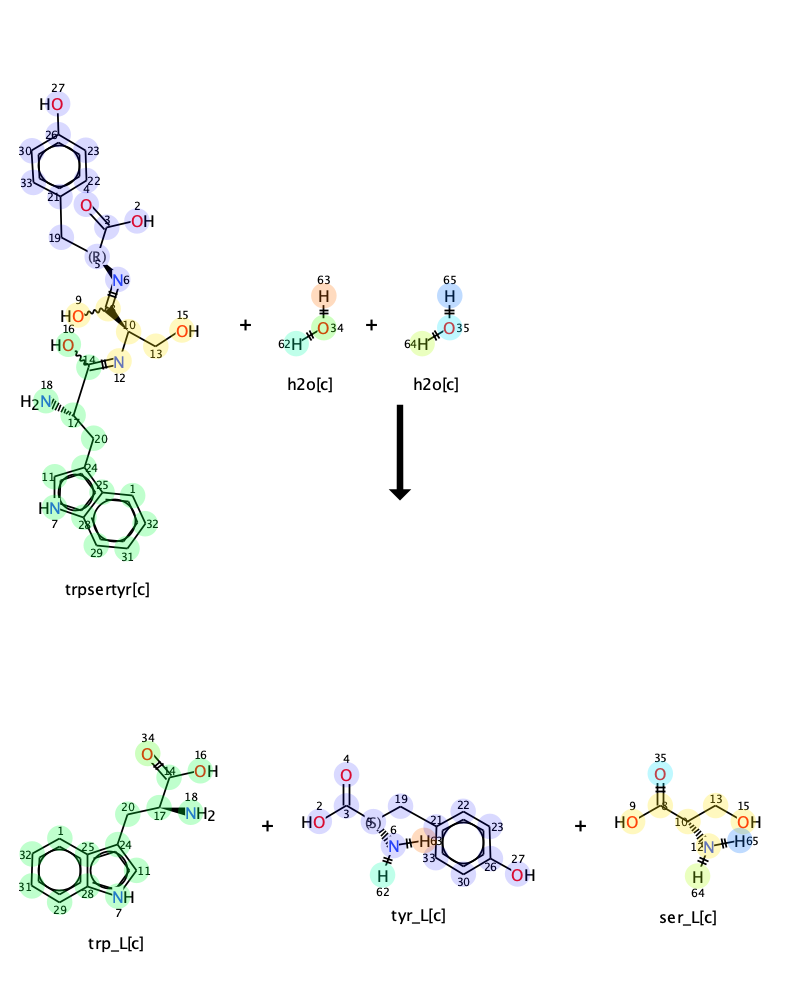 27
HO
26
30
23
33
22
21
4
O
2
3
OH
19
(R)
5
N6
9
8
HO
10
15
OH
16
HO
14
N
12
13
18
H2N
17
20
24
11
25
1
HN
7
28
32
29
31
trpsertyr[c]
+
63
H
O34
62H
h2o[c]
+
65
H
O35
64H
h2o[c]
34
O
16
OH
14
18
NH2
17
20
1
25
24
32
11
31
28
NH
29
7
trp_L[c]
+
4
O
2
HO
3
19
(S)
5
6
N
H63
H
62
21
22
23
33
26
27
OH
30
tyr_L[c]
+
35
O
9
HO
8
13
15
OH
10
12N
H65
H
64
ser_L[c]